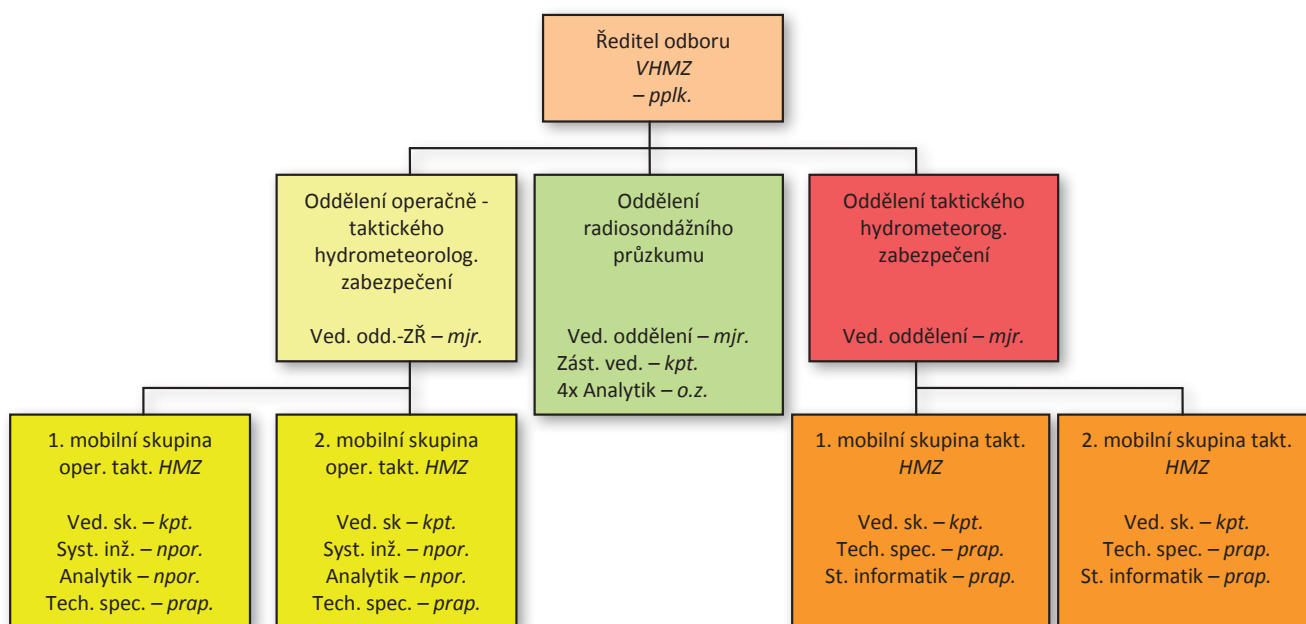 Ředitel odboru
VHMZ
– pplk.
Oddělení operačně -
taktického
hydrometeorolog.
zabezpečení
Ved. odd.-ZŘ – mjr.
Oddělení
radiosondážního
průzkumu
Ved. oddělení – mjr.
Zást. ved. – kpt.
4x Analytik – o.z.
Oddělení taktického
hydrometeorog.
zabezpečení
Ved. oddělení – mjr.
1. mobilní skupina
oper. takt. HMZ
Ved. sk. – kpt.
Syst. inž. – npor.
Analytik – npor.
Tech. spec. – prap.
2. mobilní skupina
oper. takt. HMZ
Ved. sk – kpt.
Syst. inž. – npor.
Analytik – npor.
Tech. spec. – prap.
1. mobilní skupina takt.
HMZ
Ved. sk. – kpt.
Tech. spec. – prap.
St. informatik – prap.
2. mobilní skupina takt.
HMZ
Ved. sk. – kpt.
Tech. spec. – prap.
St. informatik – prap.